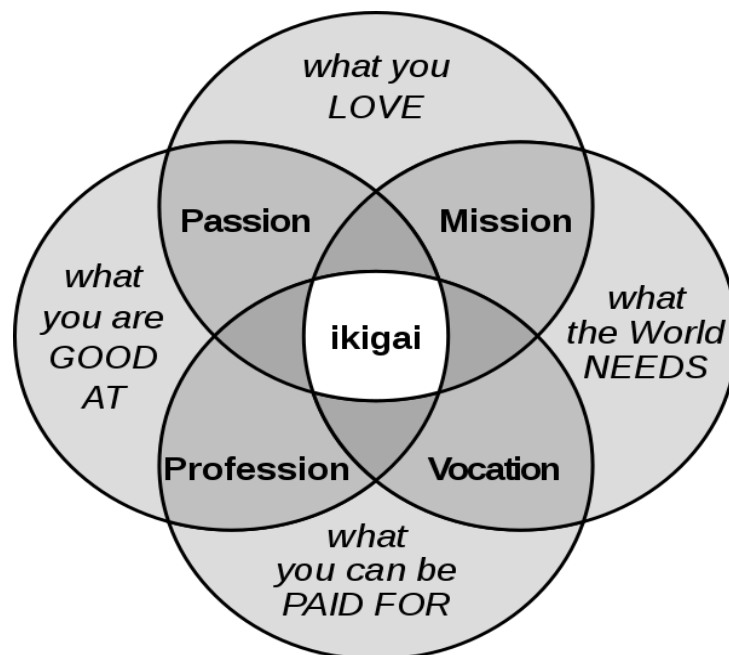 what you
LOVE
Passion
Mission
what
you are
GOOD
AT
ikigai
what
the World
NEEDS
Profession
Vocation
what
you can be
PAID FOR